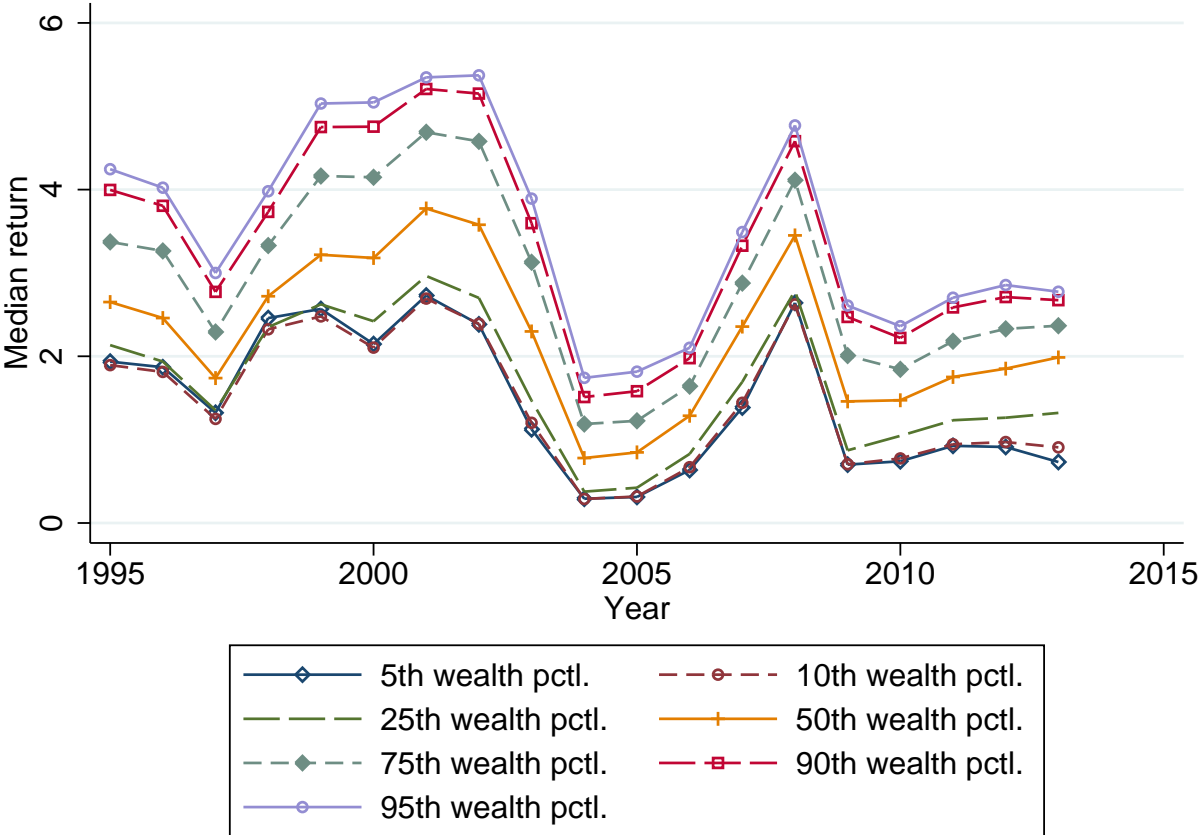 6
4
2
0
Median return
1995 2000 2005 2010 2015
Year
5th wealth pctl. 10th wealth pctl.
25th wealth pctl. 50th wealth pctl.
75th wealth pctl. 90th wealth pctl.
95th wealth pctl.